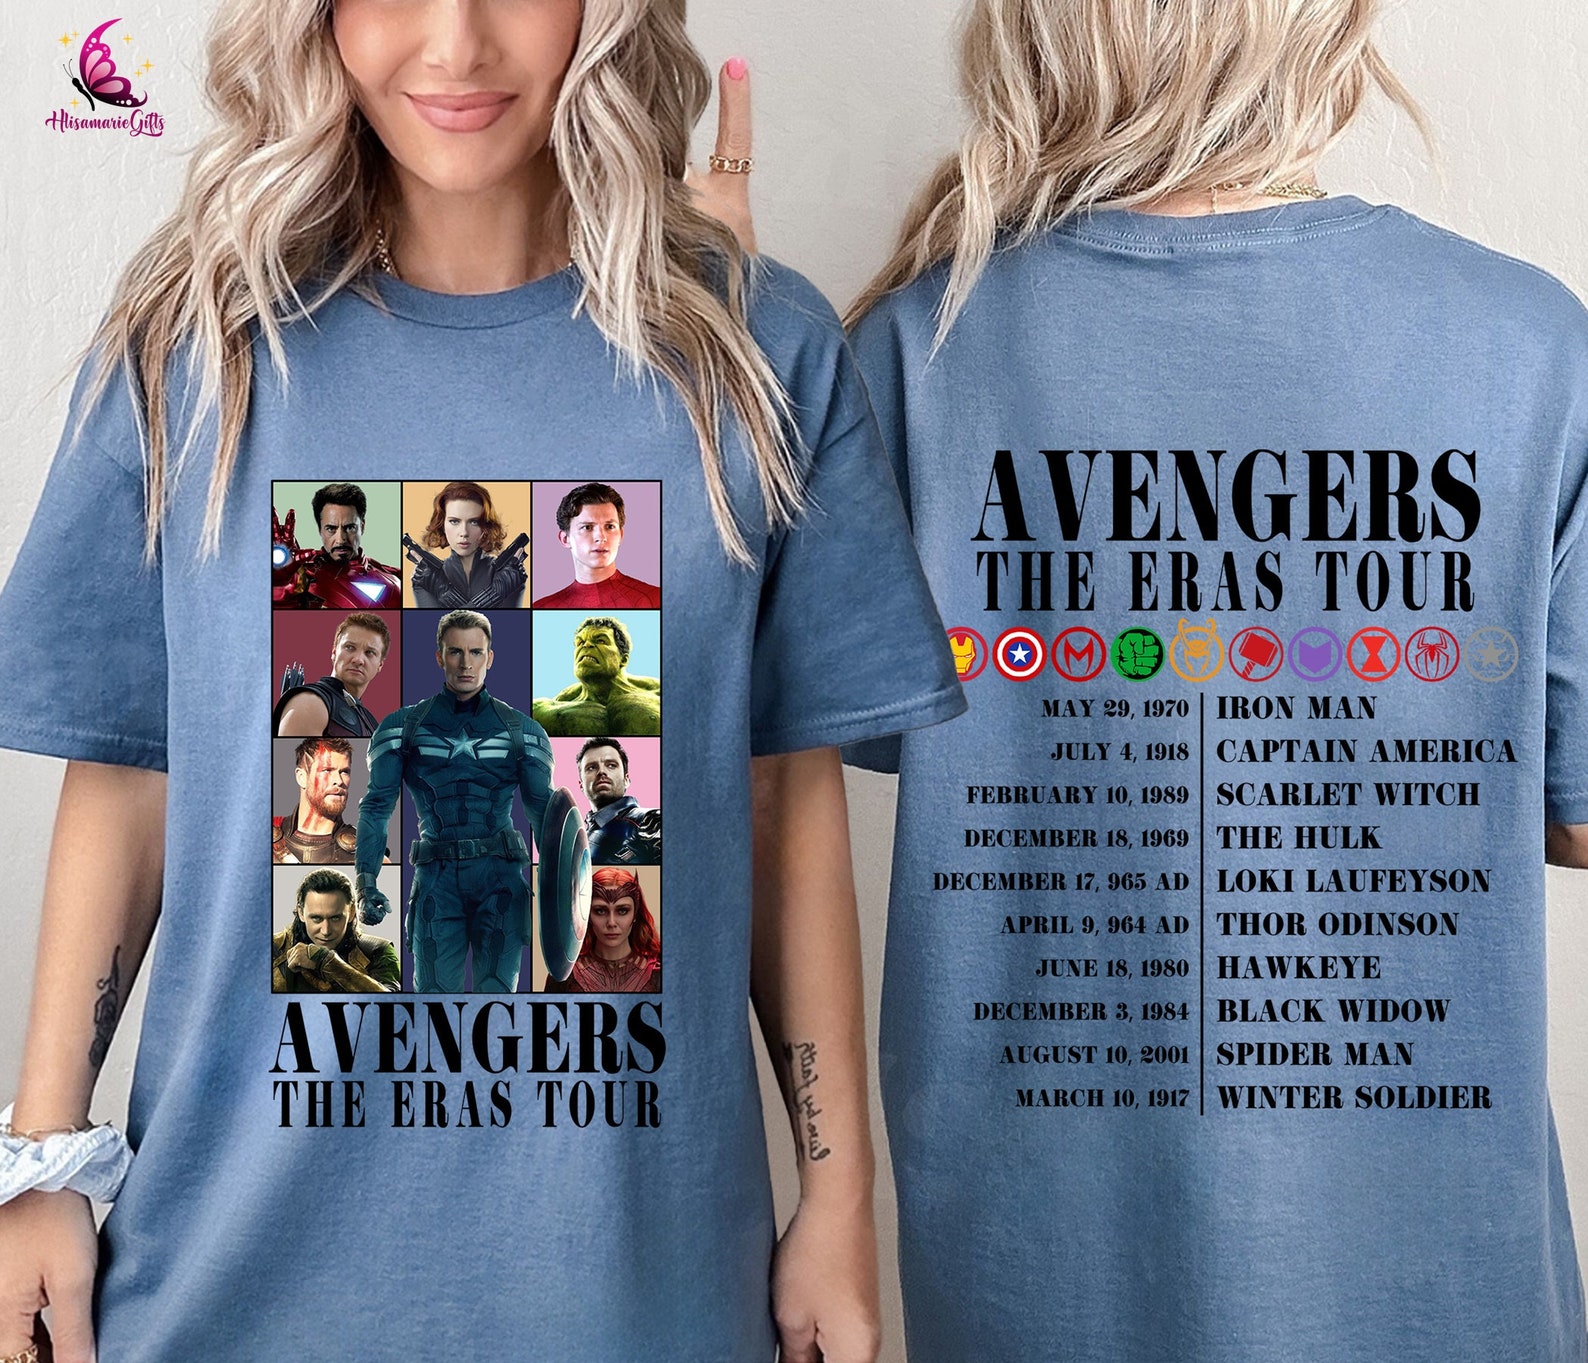 HlisamarieGifts
AVENGERS
THE ERAS TOUR
AVENGERS
THE ERAS TOUR
MAY 29, 1970 IRON MAN
JULY 4, 1918 CAPTAIN AMERICA
FEBRUARY 10, 1989 SCARLET WITCH
DECEMBER 18, 1969 THE HULK
DECEMBER 17, 965 AD LOKI LAUFEYSON
APRIL 9, 964 AD THOR ODINSON
JUNE 18, 1980 HAWKEYE
DECEMBER 3, 1984 BLACK WIDOW
AUGUST 10, 2001 SPIDER MAN
MARCH 10, 1917 WINTER SOLDIER